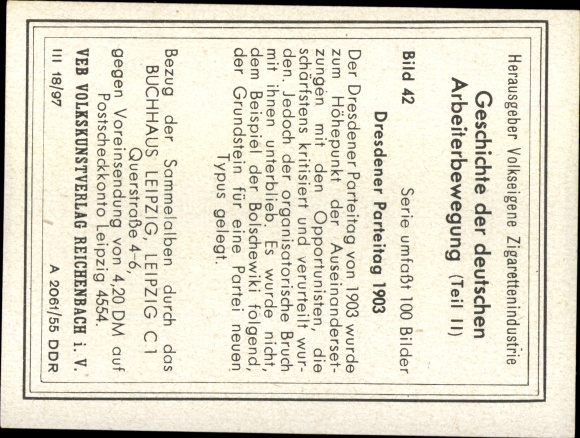 Herausgeber Volkseigene Zigarettenindustrie
Geschichte der deutschen
Arbeiterbewegung (Teil II)
Bild 42 Serie umfaßt 100 Bilder
Dresdener Parteitag 1903
Der Dresdener Parteitag von 1903 wurde
zum Höhepunkt der Auseinanderset-
zungen mit den Opportunisten, die
schärfstens kritisiert und verurteilt wur-
den. Jedoch der organisatorische Bruch
mit ihnen unterblieb. Es wurde nicht,
dem Beispiel der Bolschewiki folgend,
der Grundstein für eine Partei neuen
Typus gelegt.
Bezug der Sammelalben durch das
BUCHHAUS LEIPZIG, LEIPZIG C 1
Querstraße 4-6,
gegen Voreinsendung von 4,20 DM auf
Postscheckkonto Leipzig 4554.
VEB VOLKSKUNSTVERLAG REICHENBACH i. V.
III 18/97 A 2061/55 DDR